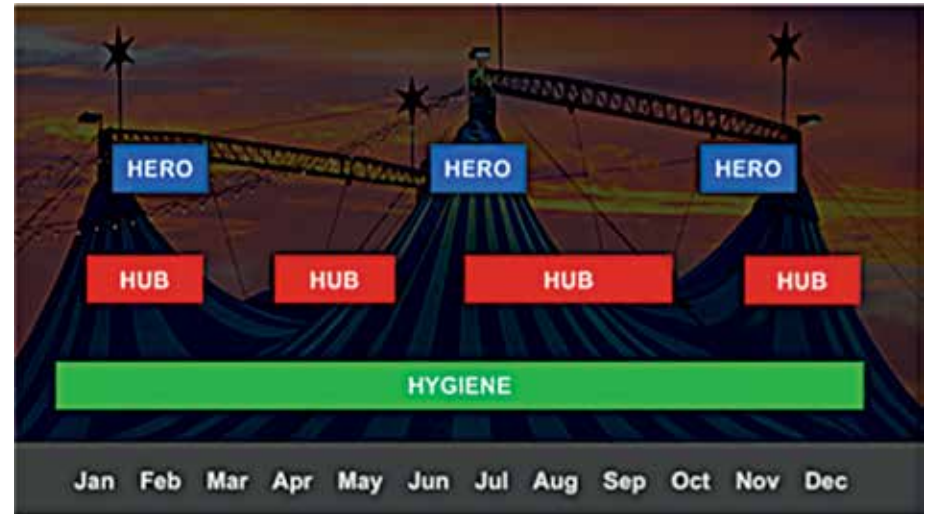 HERO HERO HERO
HUB HUB HUB HUB
HYGIENE
Jan Feb Mar Apr May Jun Jul Aug Sep Oct Nov Dec